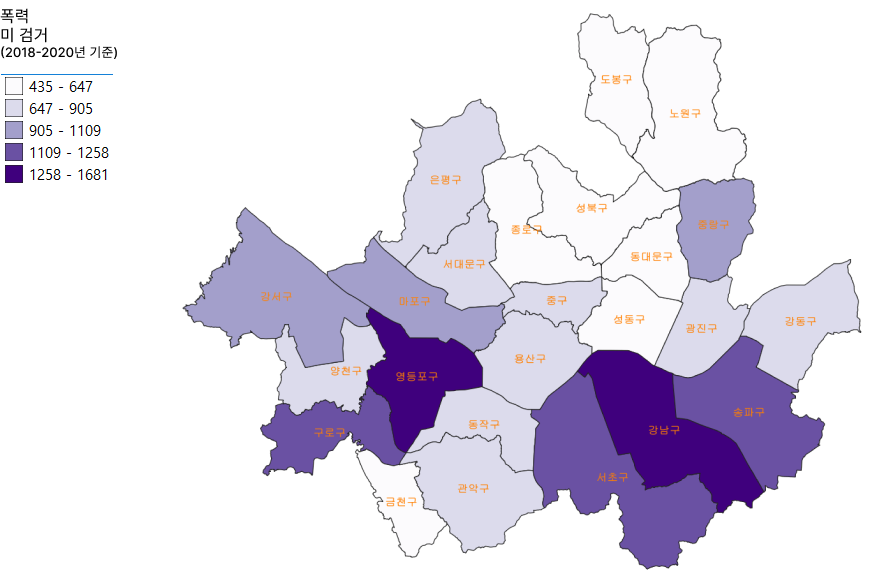 폭력
미 검거
(2018-2020년 기준)
435 - 647
647 - 905
905 - 1109
1109 - 1258
1258 - 1681
도봉구
노원구
은평구
성북구
종로구
중랑구
동대문구
서대문구
강서구
마포구
중구
성동구
광진구
강동구
용산구
양천구
영등포구
송파구
동작구
강남구
구로구
서초구
관악구
금천구